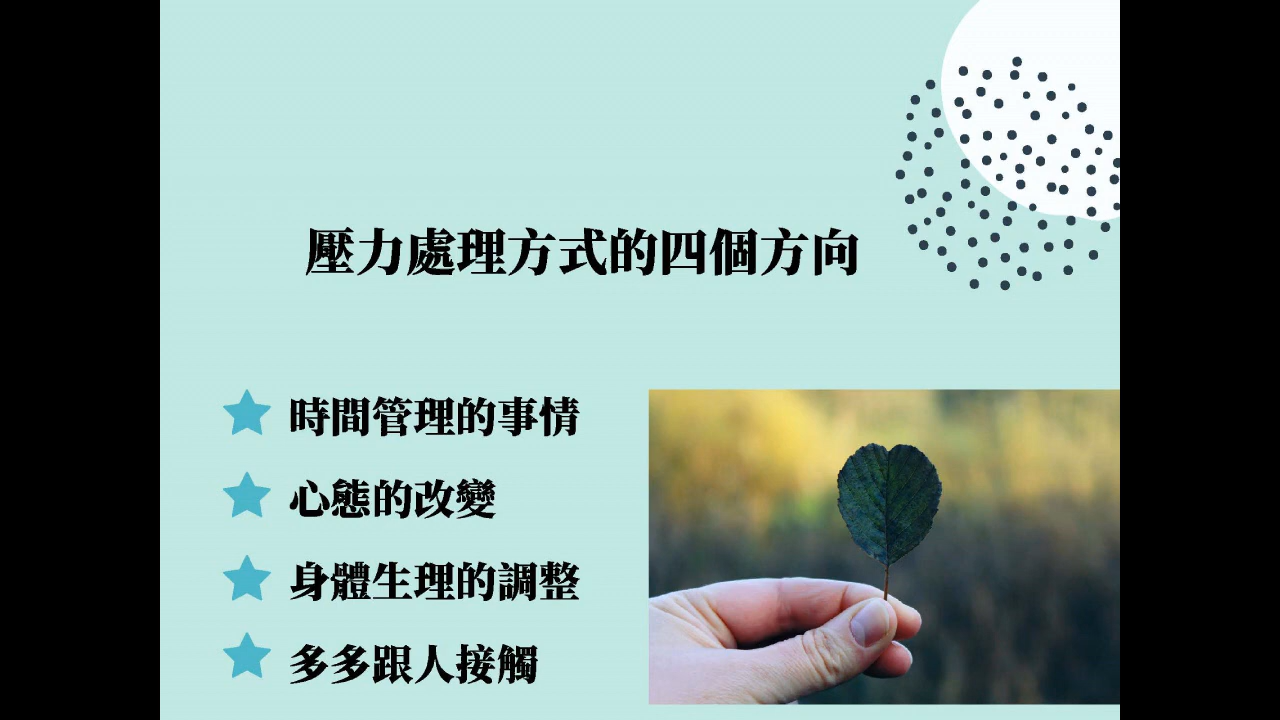 壓力處理方式的四個方向
時間管理的事情
心態的改變
身體生理的調整
多多跟人接觸